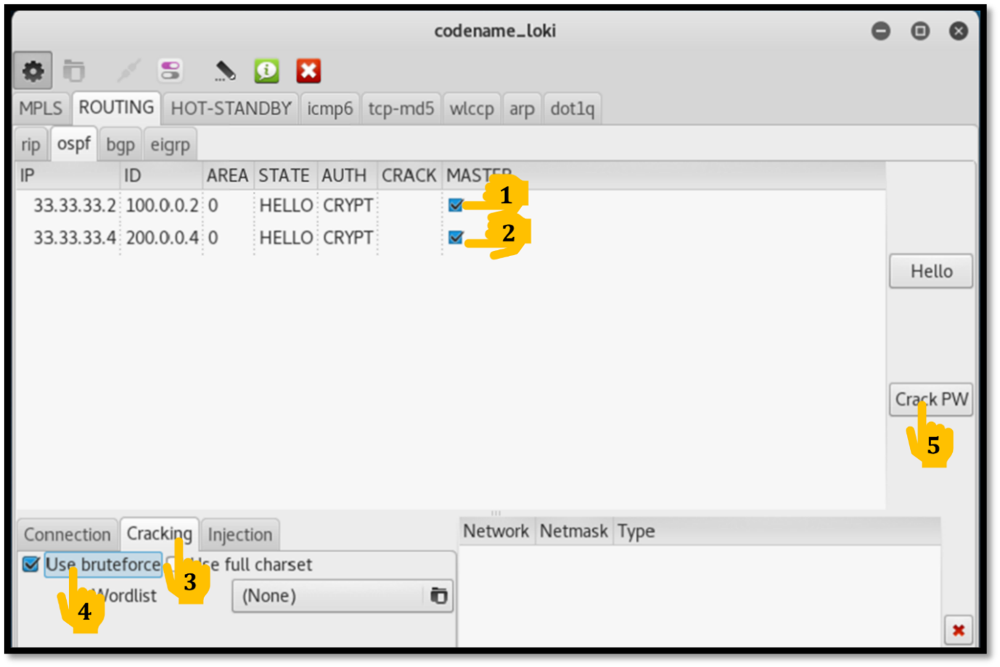 codename_loki
MPLS ROUTING HOT-STANDBY icmp6 tcp-md5 wlccp arp dot1q
rip ospf bgp eigrp
IP ID AREA STATE AUTH CRACK MASTER
33.33.33.2 100.0.0.2 0 HELLO CRYPT 1
33.33.33.4 200.0.0.4 0 HELLO CRYPT 2
Hello
Crack PW
5
Connection Cracking Injection
Network Netmask Type
Use bruteforce Use full charset
3
Wordlist (None)
4